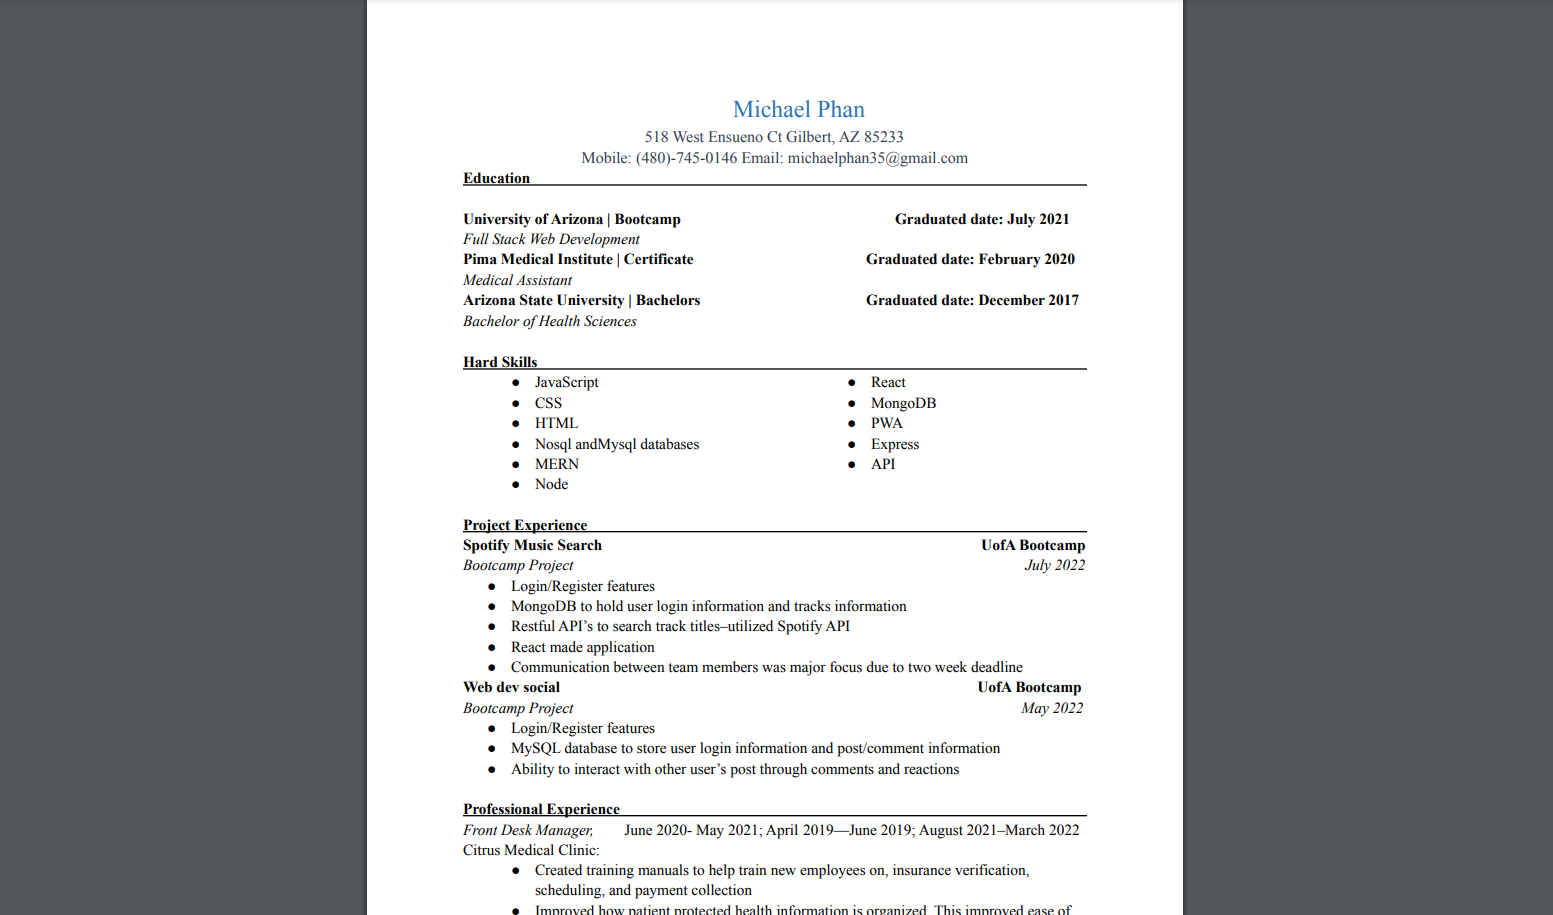 Michael Phan
518 West Ensueno Ct Gilbert, AZ 85233
Mobile: (480)-745-0146 Email: michaelphan35@gmail.com
Education
University of Arizona | Bootcamp Graduated date: July 2021
Full Stack Web Development
Pima Medical Institute | Certificate Graduated date: February 2020
Medical Assistant
Arizona State University | Bachelors Graduated date: December 2017
Bachelor of Health Sciences
Hard Skills
● JavaScript
● CSS
● HTML
● Nosql andMysql databases
● MERN
● Node
● React
● MongoDB
● PWA
● Express
● API
Project Experience
Spotify Music Search UofA Bootcamp
Bootcamp Project July 2022
● Login/Register features
● MongoDB to hold user login information and tracks information
● Restful API’s to search track titles–utilized Spotify API
● React made application
● Communication between team members was major focus due to two week deadline
Web dev social UofA Bootcamp
Bootcamp Project May 2022
● Login/Register features
● MySQL database to store user login information and post/comment information
● Ability to interact with other user’s post through comments and reactions
Professional Experience
Front Desk Manager, June 2020- May 2021; April 2019—June 2019; August 2021–March 2022
Citrus Medical Clinic:
● Created training manuals to help train new employees on, insurance verification,
scheduling, and payment collection
● Improved how patient protected health information is organized. This improved ease of